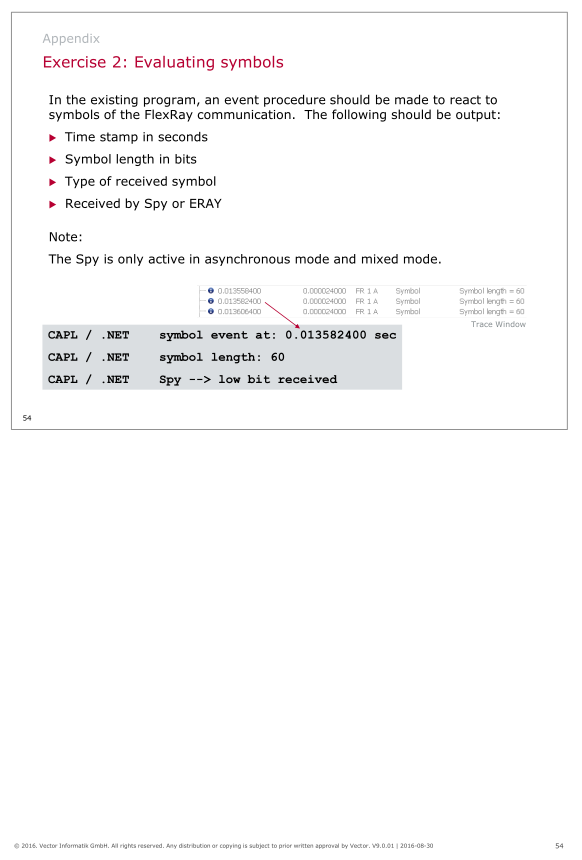 Appendix
Exercise 2: Evaluating symbols
In the existing program, an event procedure should be made to react to
symbols of the FlexRay communication. The following should be output:
Time stamp in seconds
Symbol length in bits
Type of received symbol
Received by Spy or ERAY
Note:
The Spy is only active in asynchronous mode and mixed mode.
0.013558400 0.000024000 FR 1 A Symbol Symbol length = 60
0.013582400 0.000024000 FR 1 A Symbol Symbol length = 60
0.013606400 0.000024000 FR 1 A Symbol Symbol length = 60
Trace Window
CAPL / .NET symbol event at: 0.013582400 sec
CAPL / .NET symbol length: 60
CAPL / .NET Spy --> low bit received
54
© 2016. Vector Informatik GmbH. All rights reserved. Any distribution or copying is subject to prior written approval by Vector. V9.0.01 | 2016-08-30
54